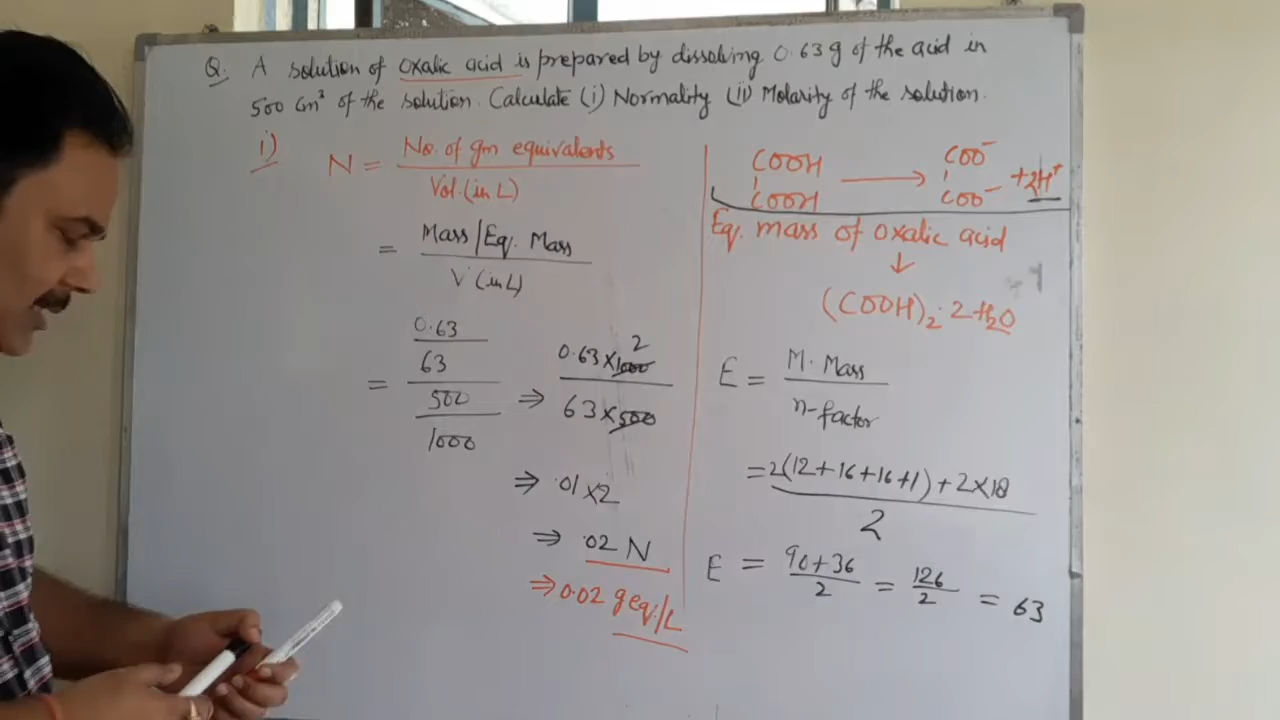 Q. A solution of oxalic acid is prepared by dissolving 0.63 g of the acid in
500 Cm³ of the solution. Calculate (i) Normality (ii) Molarity of the solution.
i)
N = No. of gm equivalents / Vol. (in L)
= Mass/Eq. Mass / V (in L)
= 0.63 / 63 / 500 / 1000 ⇒ 0.63 × 1000 2 / 63 × 500
⇒ .01 × 2
⇒ .02 N
⇒ 0.02 g eq./L
COOH COO⁻
COOH → COO⁻ + 2H⁺
Eq. mass of Oxalic acid
↓
(COOH)₂. 2H₂O
E = M. Mass / n-factor
= 2(12+16+16+1) + 2×18 / 2
E = 90+36 / 2 = 126 / 2 = 63